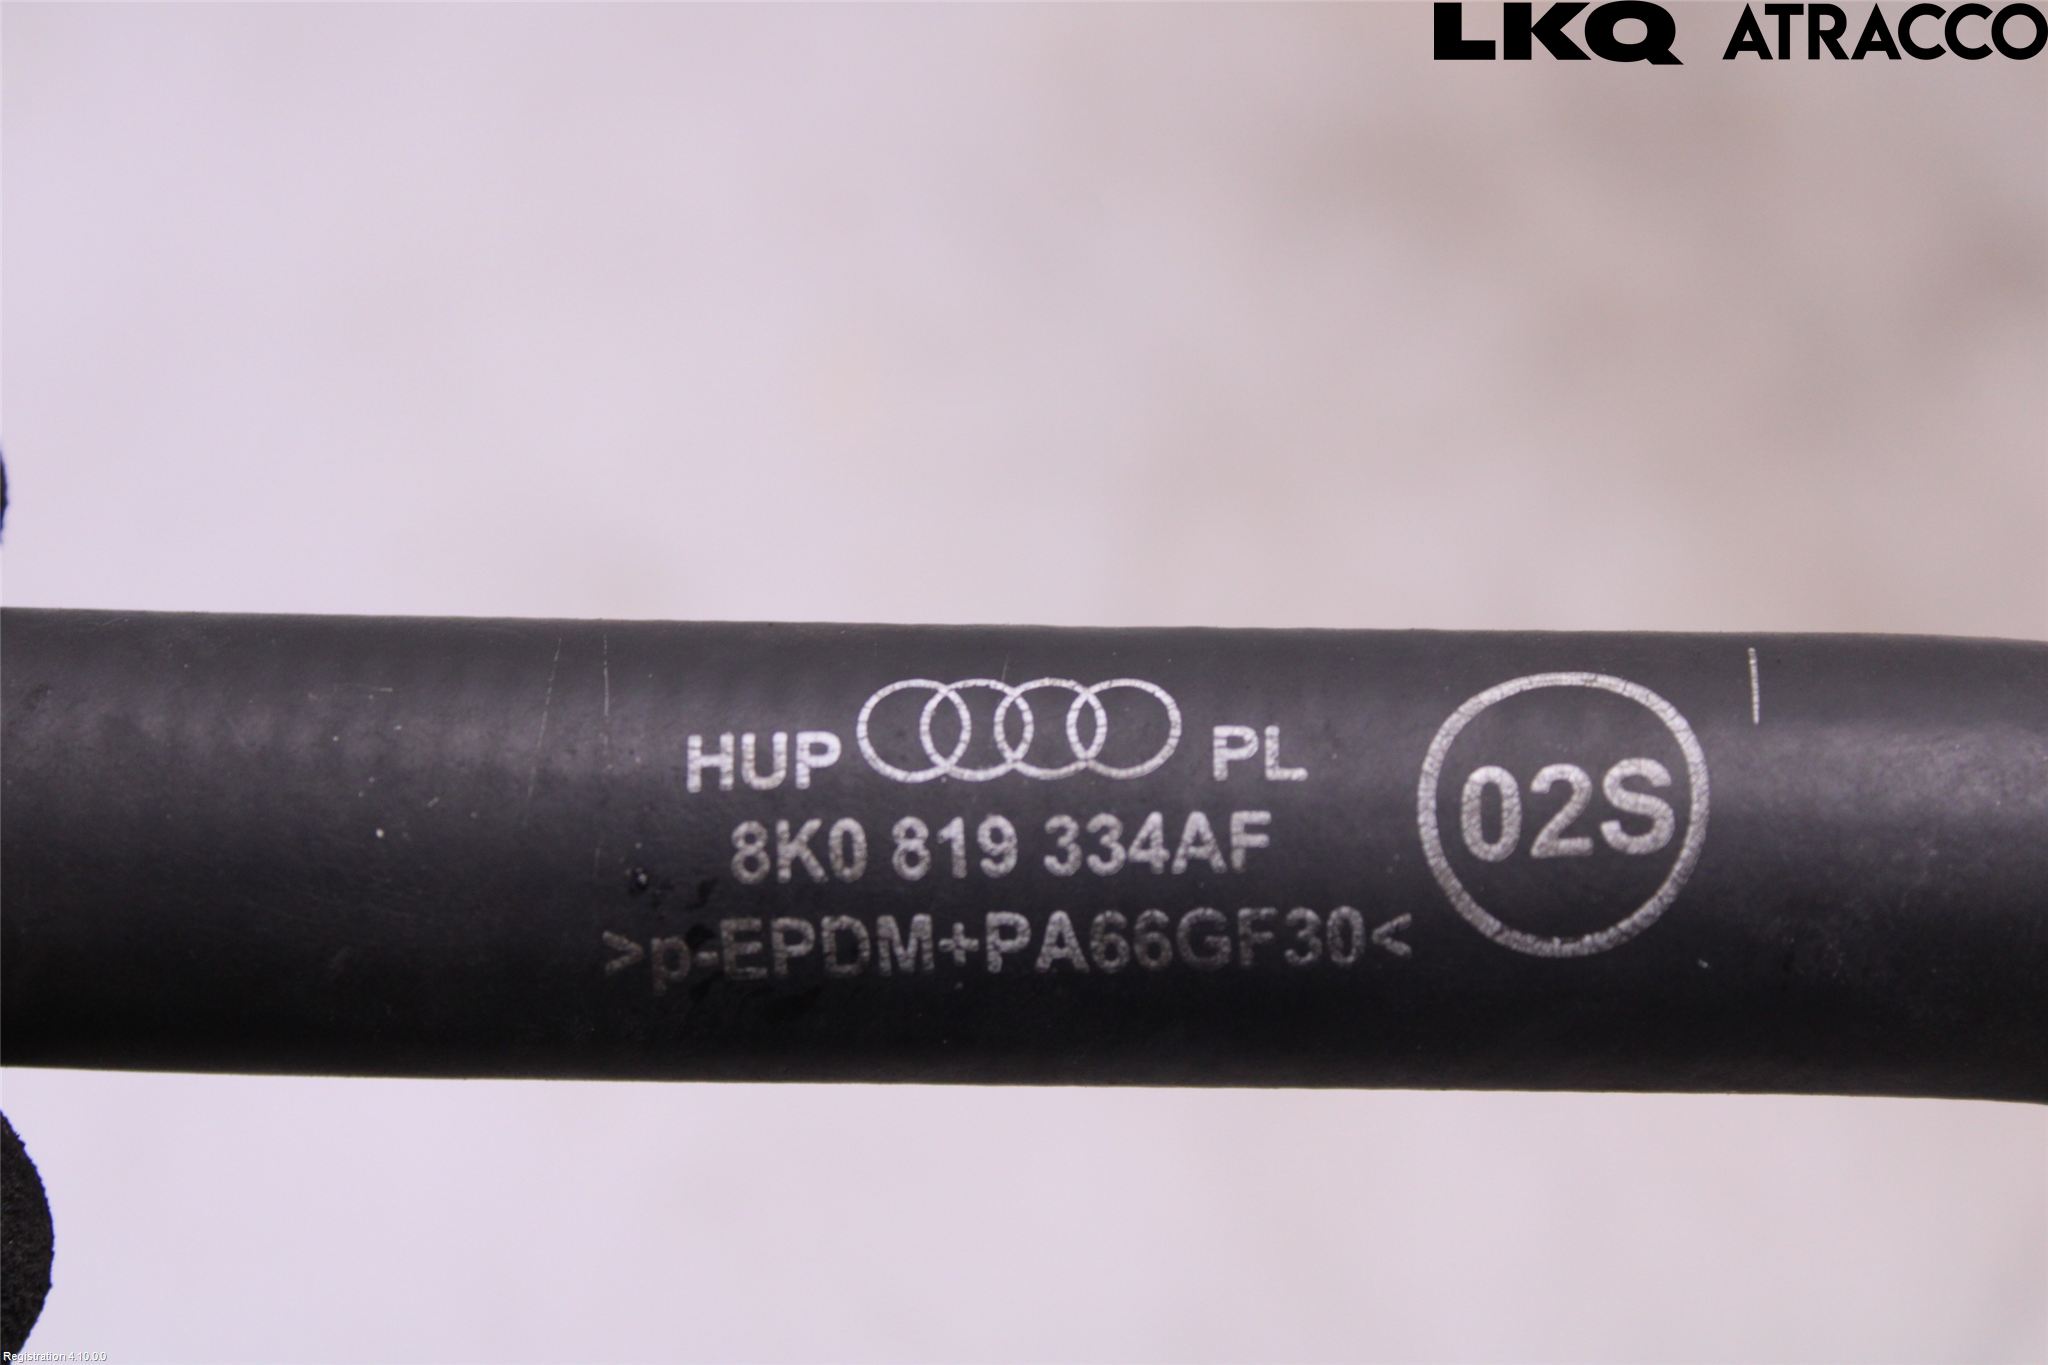 LKQ ATRACCO
HUP PL
8K0 819 334AF
>p-EPDM+PA66GF30<
02S
Registration 4.10.0.0